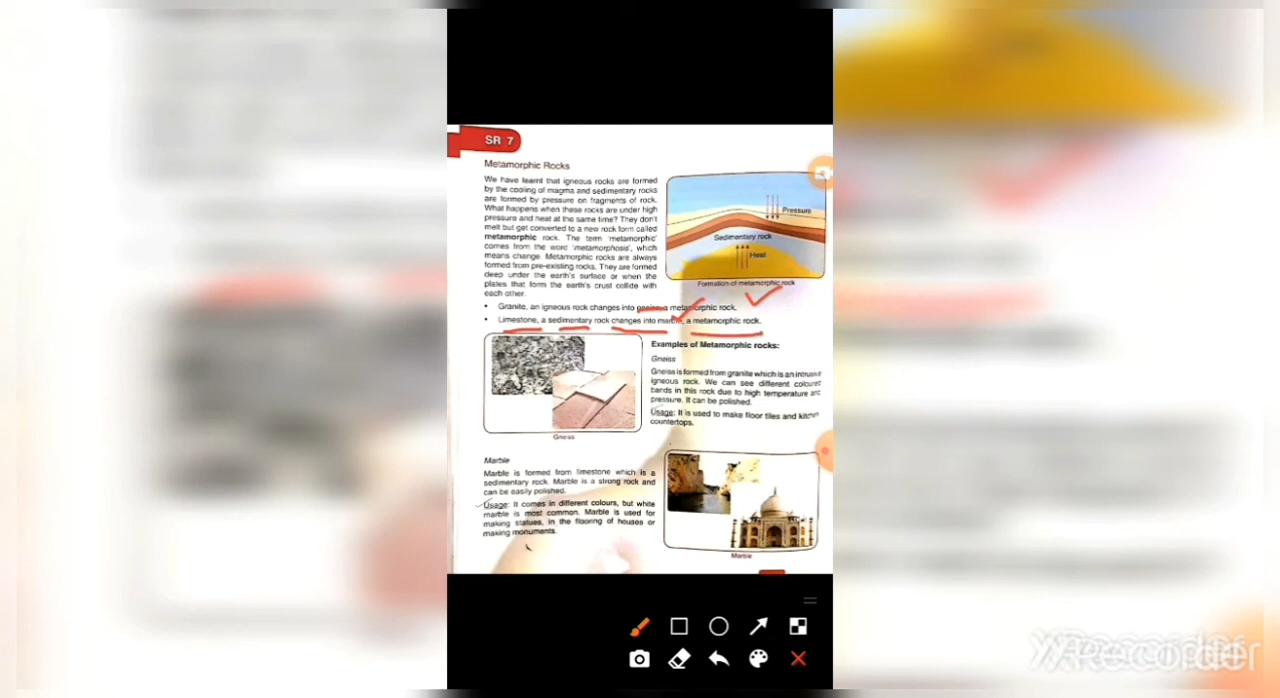 SR 7
Metamorphic Rocks
We have learnt that igneous rocks are formed
by the cooling of magma and sedimentary rocks
are formed by pressure on fragments of rock.
What happens when these rocks are under high
pressure and heat at the same time? They don't
melt but get converted to a new rock form called
metamorphic rock. The term 'metamorphic'
comes from the word 'metamorphosis', which
means change. Metamorphic rocks are always
formed from pre-existing rocks. They are formed
deep under the earth's surface or when the
plates that form the earth's crust collide with
each other.
Pressure
Sedimentary rock
Heat
Formation of metamorphic rock
• Granite, an igneous rock changes into gneiss, a metamorphic rock.
• Limestone, a sedimentary rock changes into marble, a metamorphic rock.
Gneiss
Examples of Metamorphic rocks:
Gneiss
Gneiss is formed from granite which is an intrusive
igneous rock. We can see different coloured
bands in this rock due to high temperature and
pressure. It can be polished.
Usage: It is used to make floor tiles and kitchen
countertops.
Marble
Marble is formed from limestone which is a
sedimentary rock. Marble is a strong rock and
can be easily polished.
Usage: It comes in different colours, but white
marble is most common. Marble is used for
making statues, in the flooring of houses or
making monuments.
Marble
XRecorder